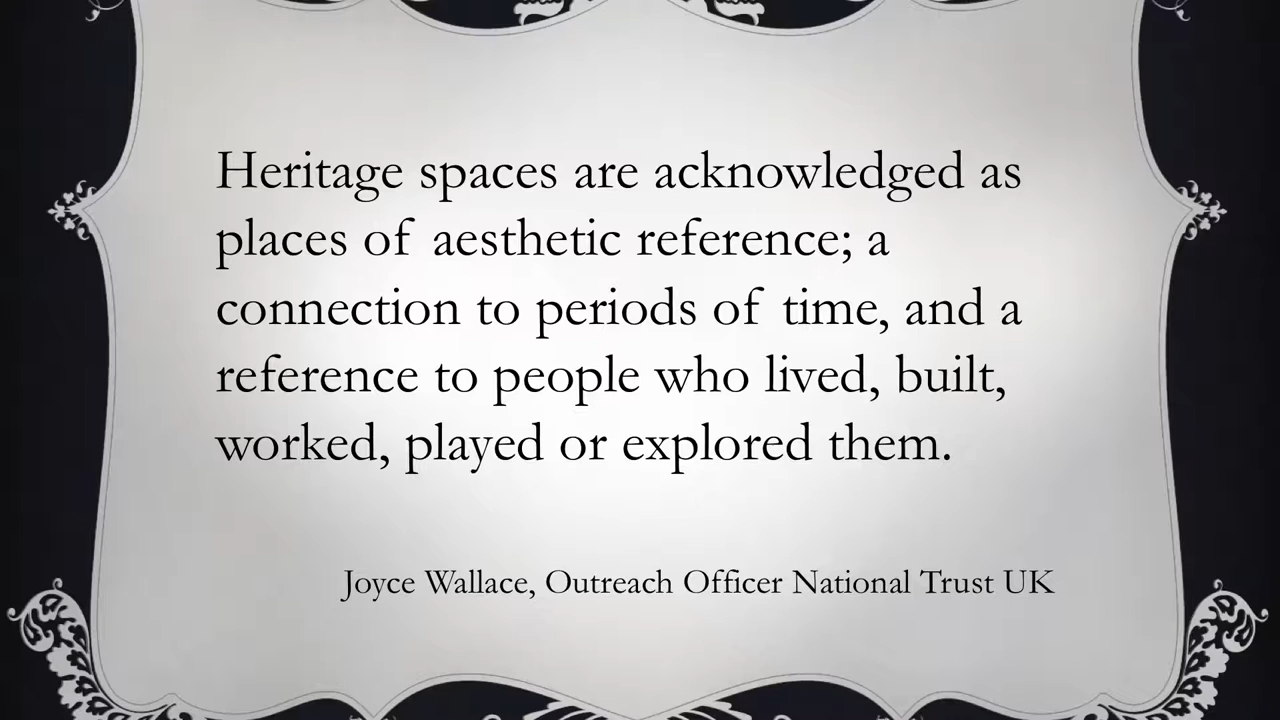 Heritage spaces are acknowledged as
places of aesthetic reference; a
connection to periods of time, and a
reference to people who lived, built,
worked, played or explored them.
Joyce Wallace, Outreach Officer National Trust UK